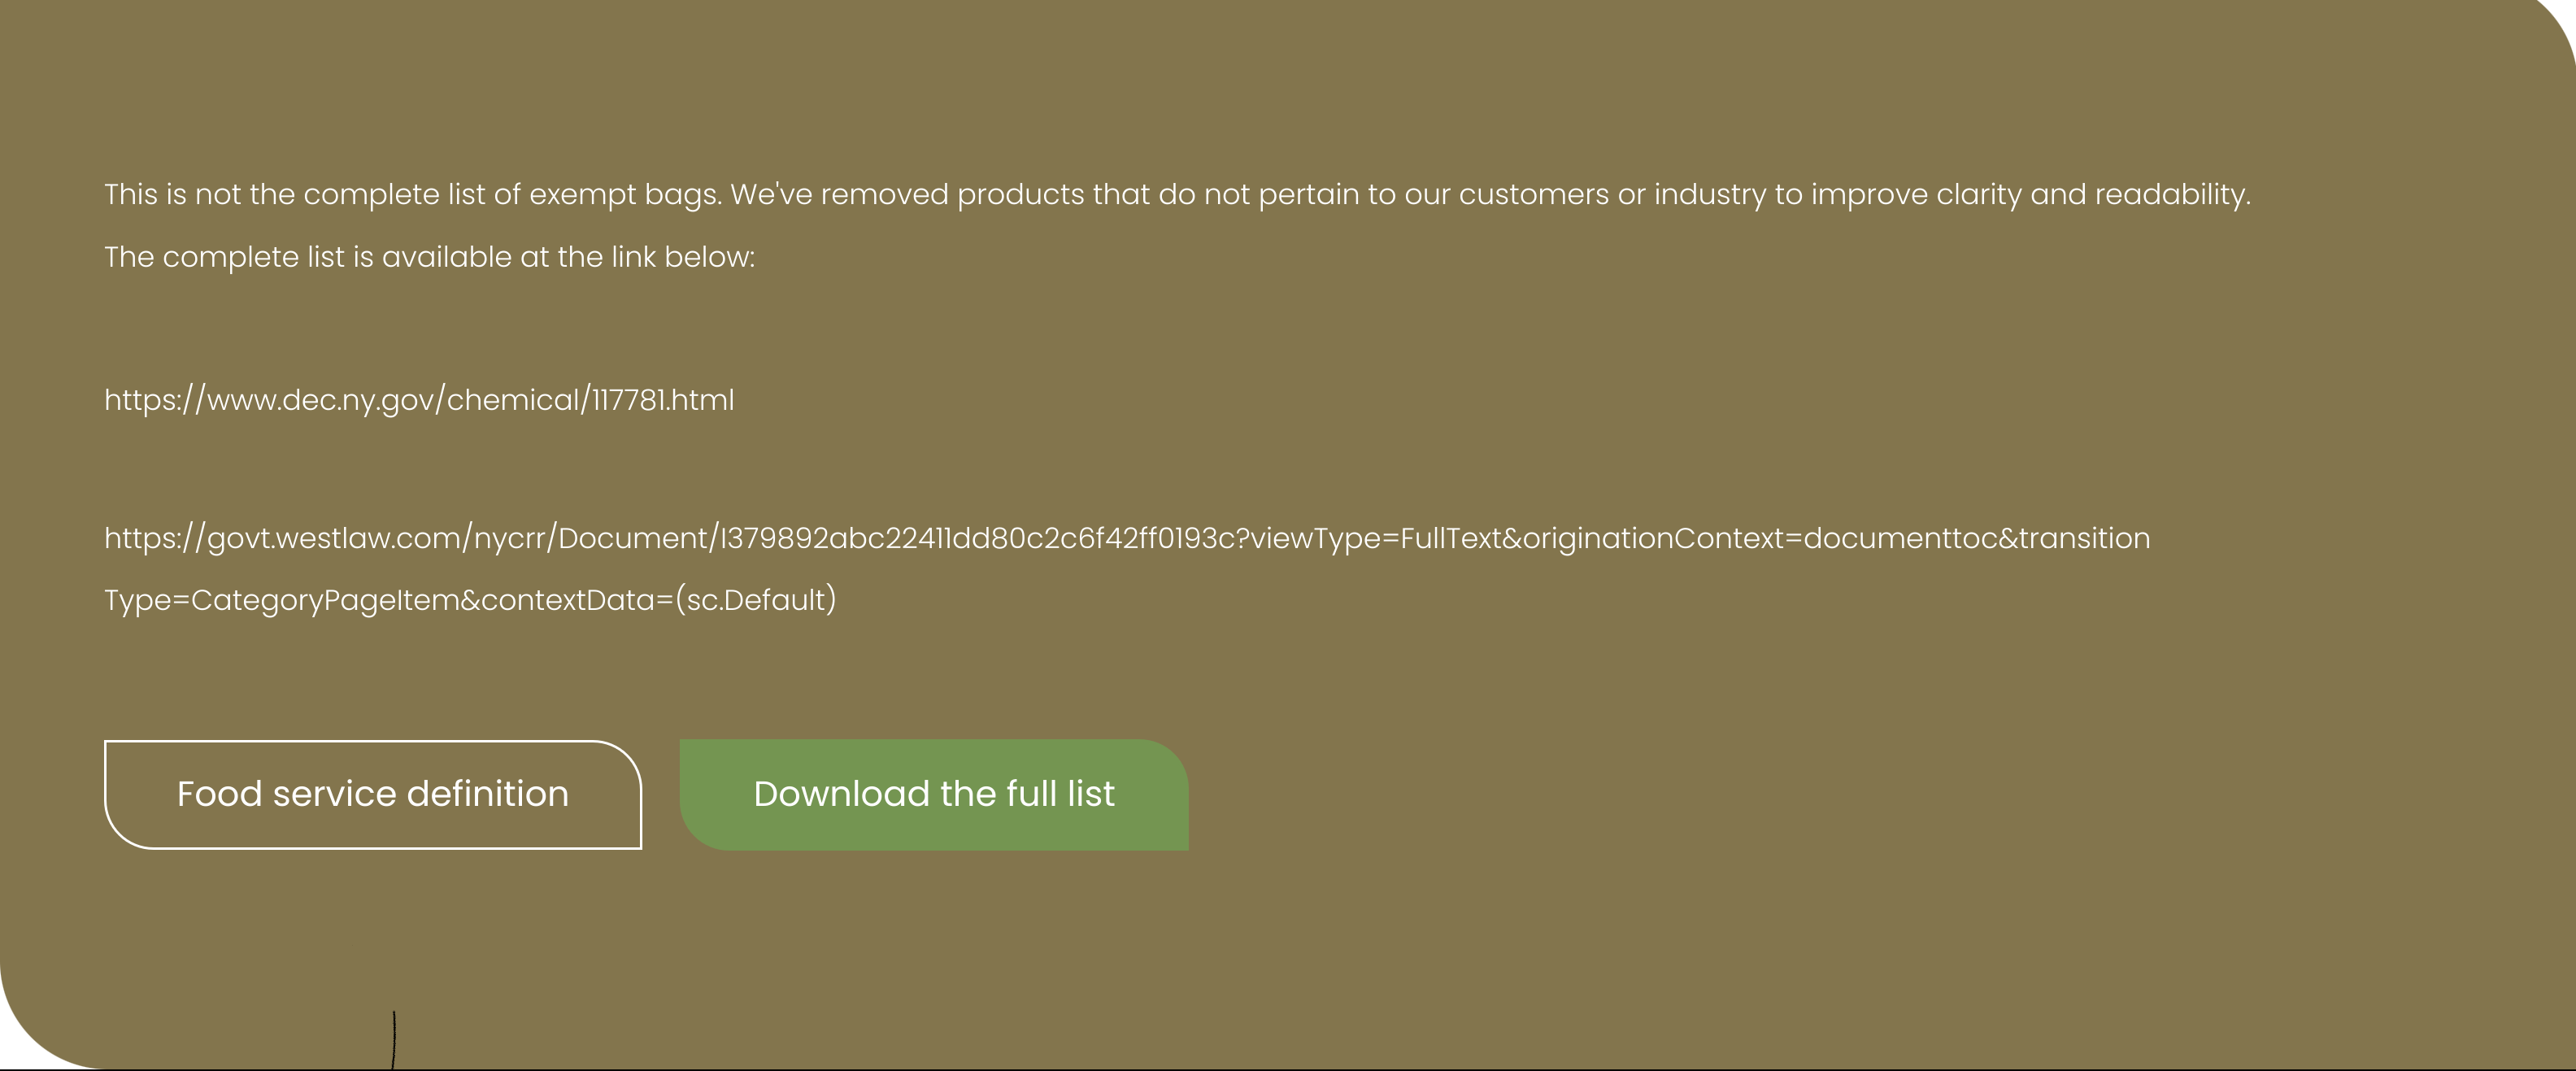 This is not the complete list of exempt bags. We've removed products that do not pertain to our customers or industry to improve clarity and readability.
The complete list is available at the link below:
https://www.dec.ny.gov/chemical/117781.html
https://govt.westlaw.com/nycrr/Document/I379892abc22411dd80c2c6f42ff0193c?viewType=FullText&originationContext=documenttoc&transition
Type=CategoryPageItem&contextData=(sc.Default)
Food service definition
Download the full list